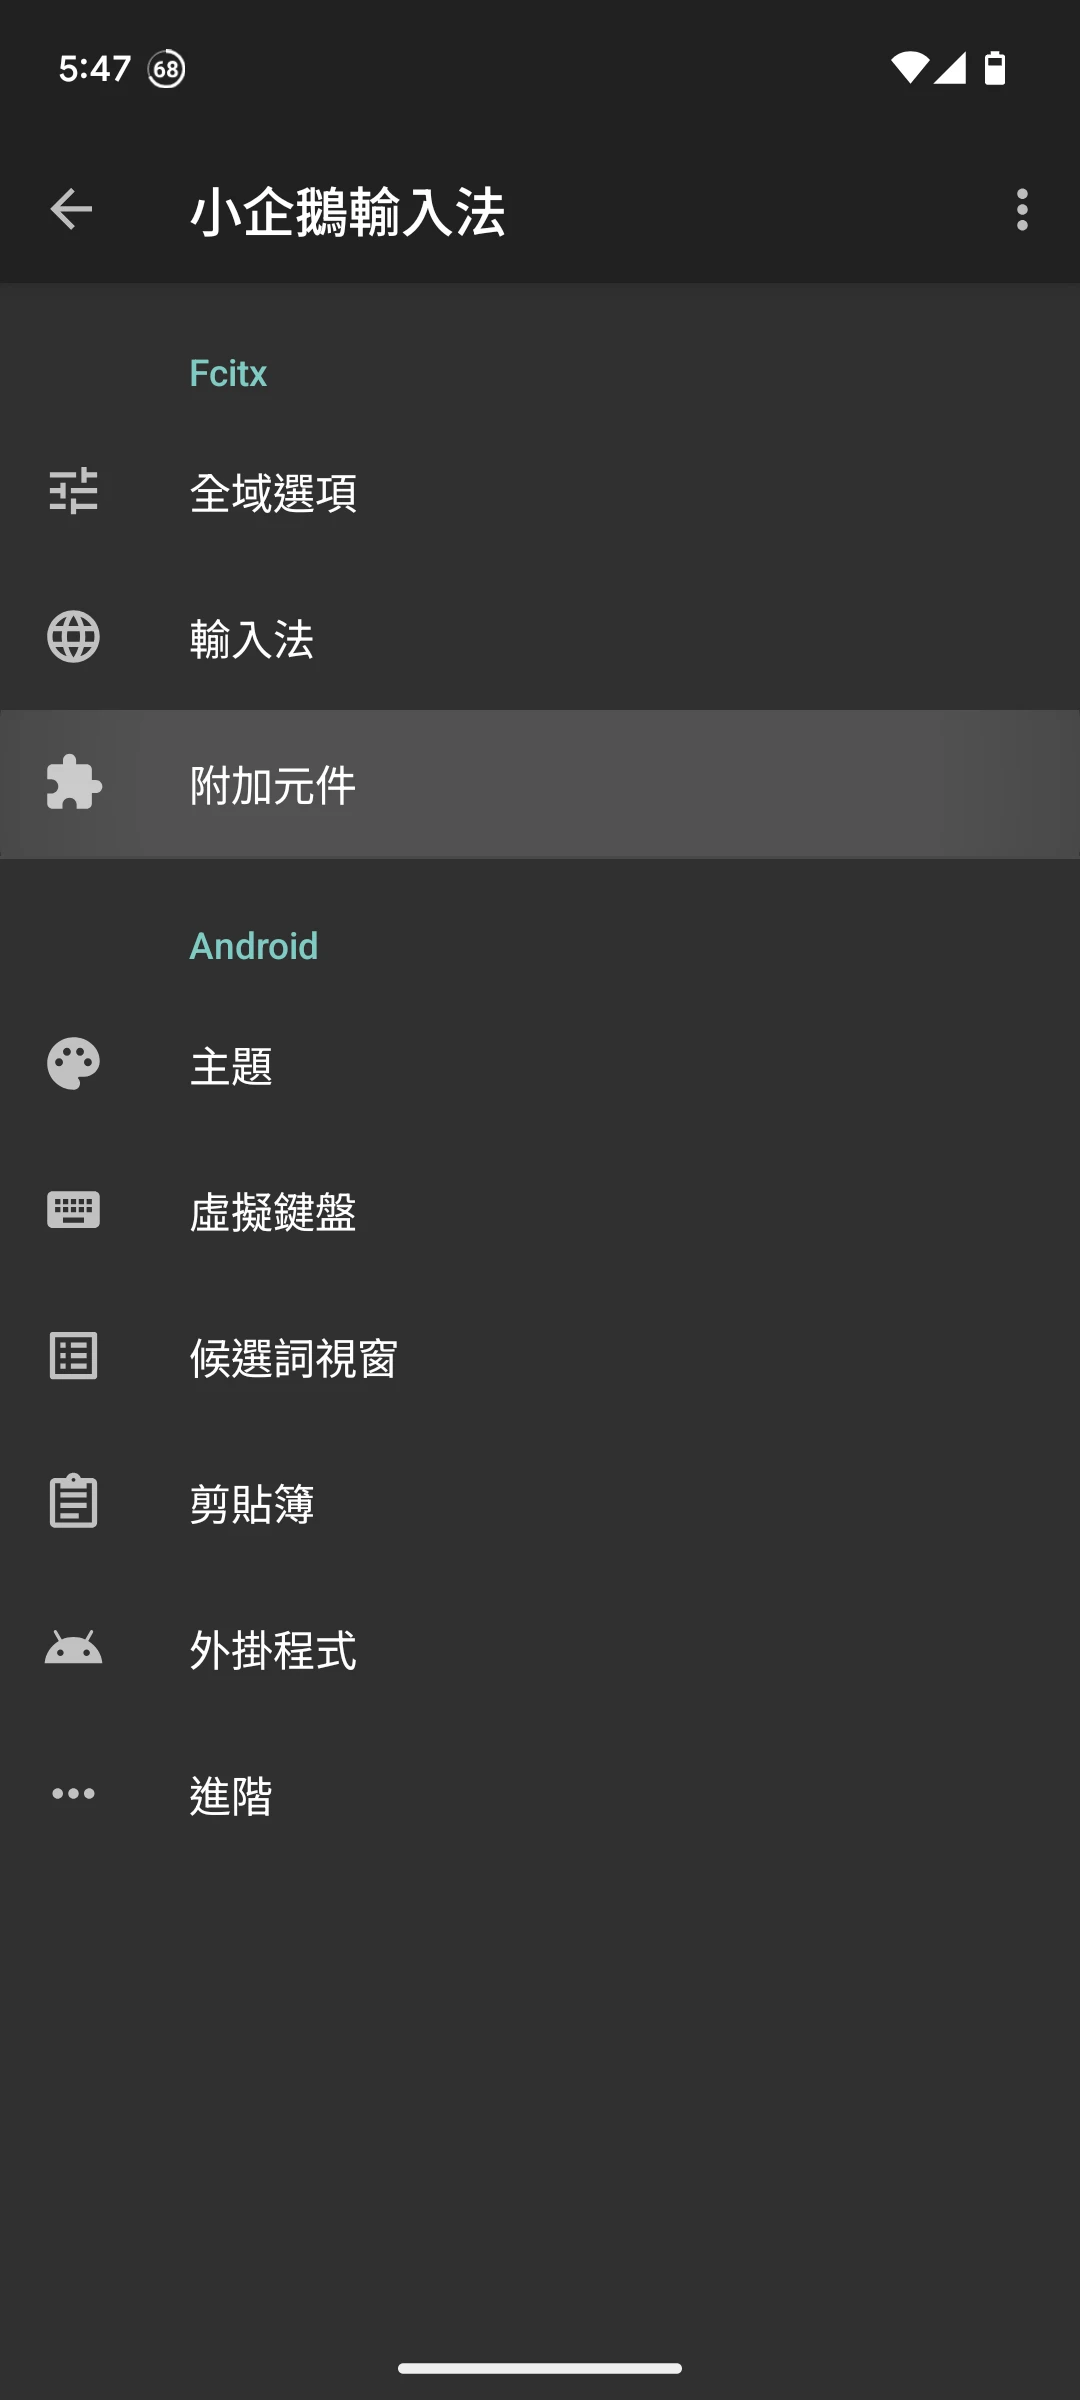 5:47 68
小企鵝輸入法
Fcitx
全域選項
輸入法
附加元件
Android
主題
虛擬鍵盤
候選詞視窗
剪貼簿
外掛程式
進階